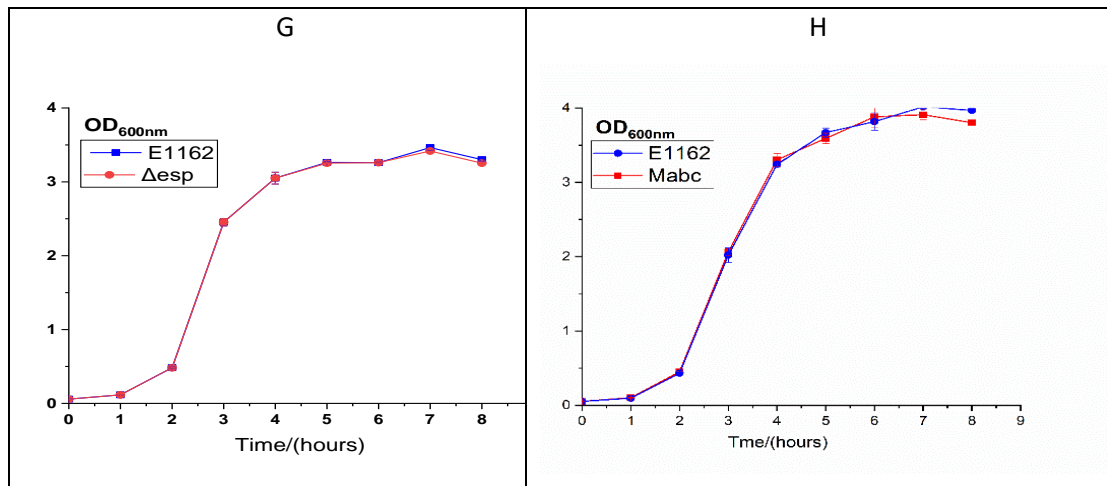 G
H
4
3
2
1
0
OD600nm
E1162
Δesp
0 1 2 3 4 5 6 7 8
Time/(hours)
4
3
2
1
0
OD600nm
E1162
Mabc
0 1 2 3 4 5 6 7 8 9
Tme/(hours)